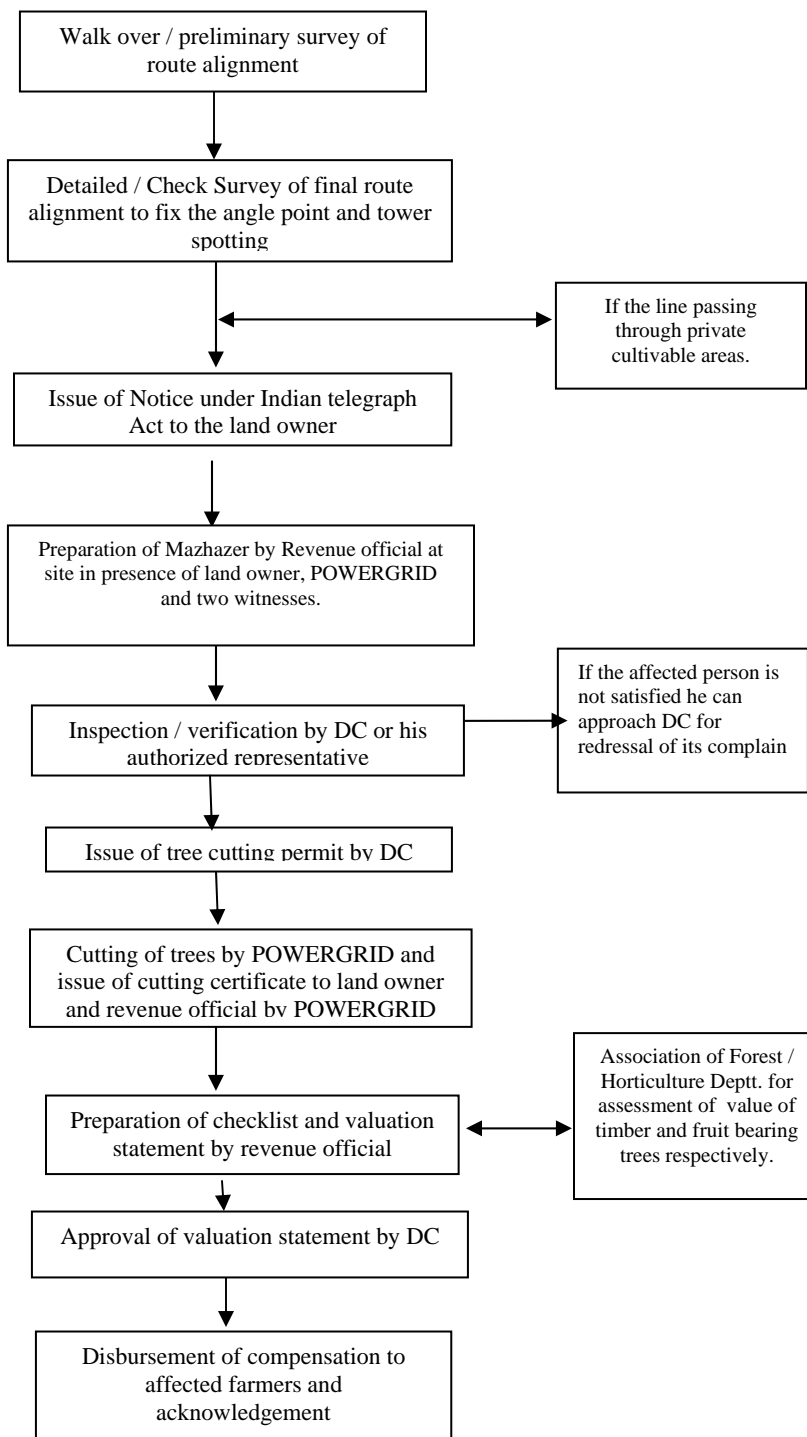 Walk over / preliminary survey of
route alignment
Detailed / Check Survey of final route
alignment to fix the angle point and tower
spotting
If the line passing
through private
cultivable areas.
Issue of Notice under Indian telegraph
Act to the land owner
Preparation of Mazhazer by Revenue official at
site in presence of land owner, POWERGRID
and two witnesses.
If the affected person is
not satisfied he can
approach DC for
redressal of its complain
Inspection / verification by DC or his
authorized representative
Issue of tree cutting permit by DC
Cutting of trees by POWERGRID and
issue of cutting certificate to land owner
and revenue official by POWERGRID
Association of Forest /
Horticulture Deptt. for
assessment of value of
timber and fruit bearing
trees respectively.
Preparation of checklist and valuation
statement by revenue official
Approval of valuation statement by DC
Disbursement of compensation to
affected farmers and
acknowledgement